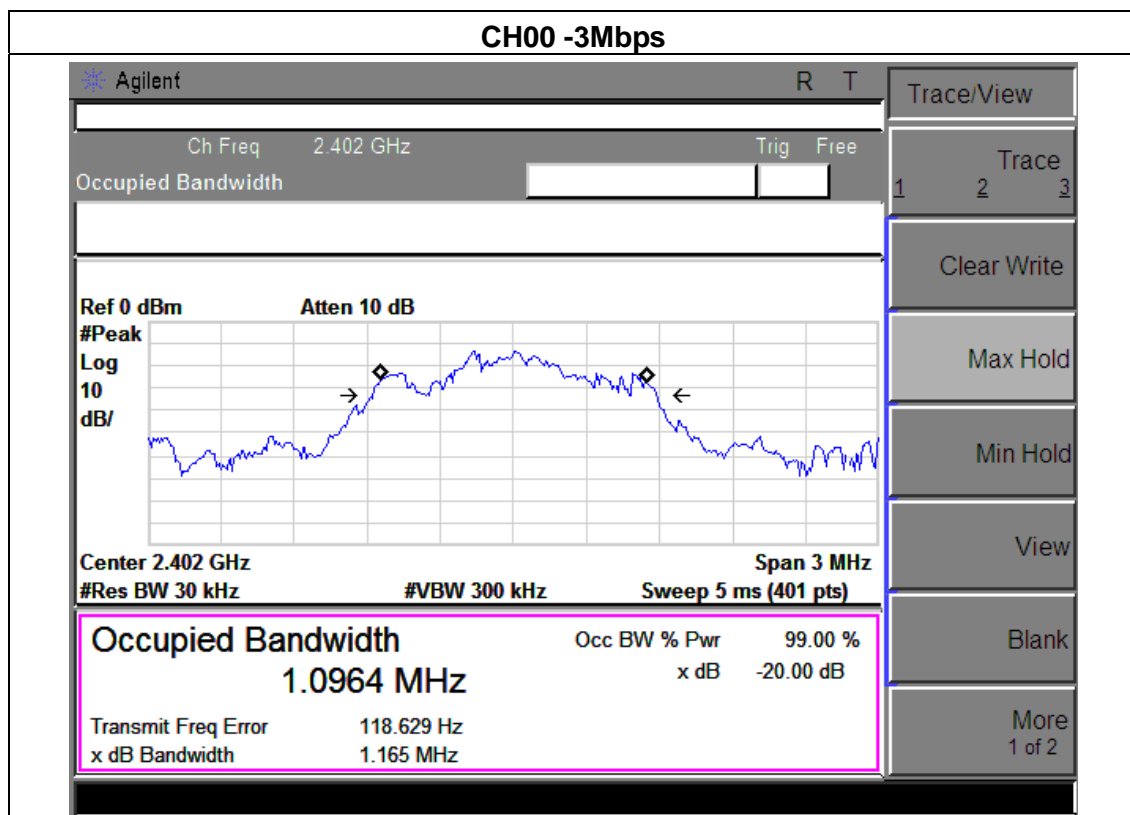 CH00 -3Mbps
Agilent R T
Trace/View
Ch Freq 2.402 GHz Trig Free
Occupied Bandwidth
Trace
1 2 3
Clear Write
Ref 0 dBm Atten 10 dB
#Peak
Log
10
dB/
Max Hold
Min Hold
Center 2.402 GHz Span 3 MHz
#Res BW 30 kHz #VBW 300 kHz Sweep 5 ms (401 pts)
View
Occupied Bandwidth
1.0964 MHz
Occ BW % Pwr 99.00 %
x dB -20.00 dB
Transmit Freq Error 118.629 Hz
x dB Bandwidth 1.165 MHz
Blank
More
1 of 2